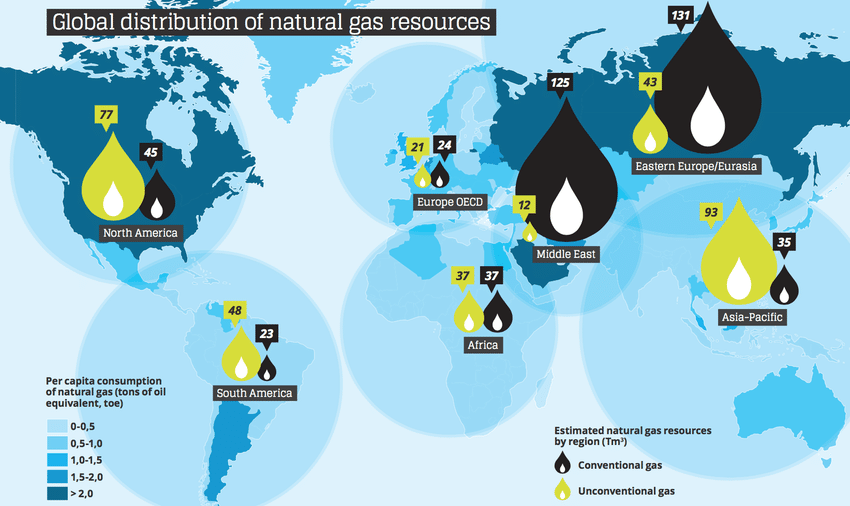 Global distribution of natural gas resources
131
125
43
77
45
21
24
Eastern Europe/Eurasia
Europe OECD
12
93
North America
35
Middle East
37
37
48
23
Asia-Pacific
Africa
South America
Per capita consumption
of natural gas (tons of oil
equivalent, toe)
0-0,5
0,5-1,0
1,0-1,5
1,5-2,0
> 2,0
Estimated natural gas resources
by region (Tm³)
Conventional gas
Unconventional gas